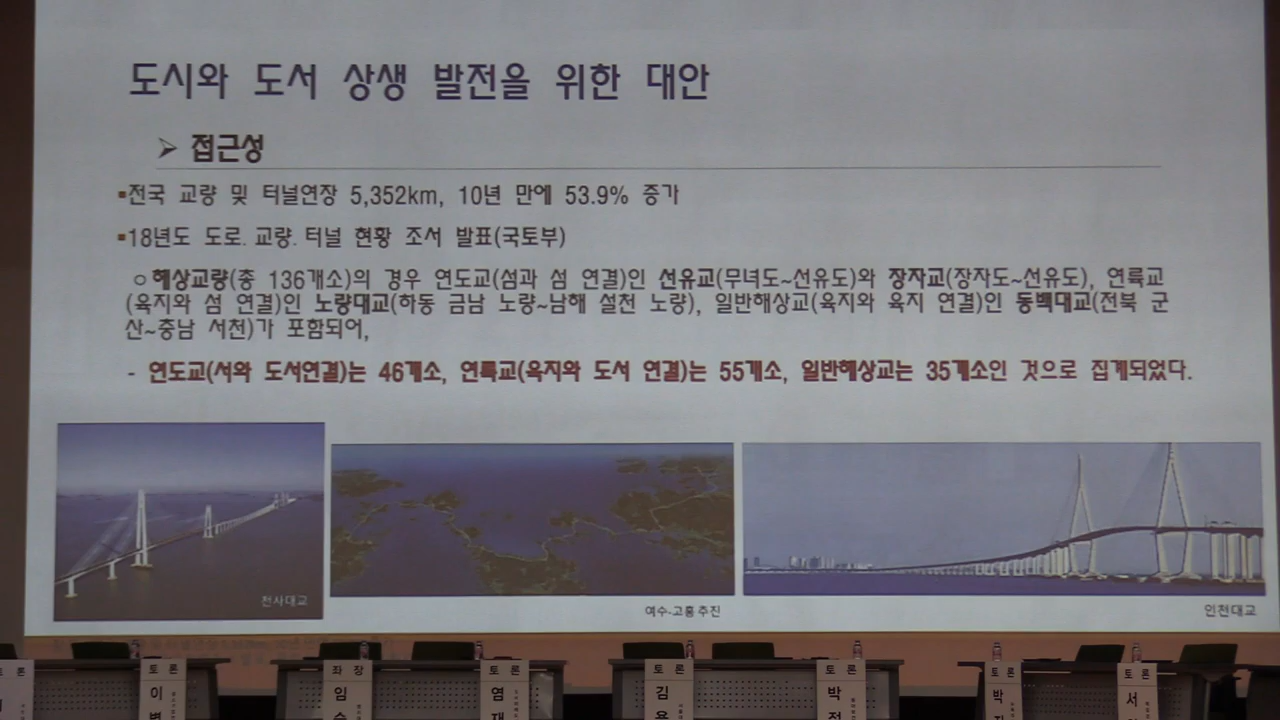 도시와 도서 상생 발전을 위한 대안
➢ 접근성
▪전국 교량 및 터널연장 5,352km, 10년 만에 53.9% 증가
▪18년도 도로. 교량. 터널 현황 조서 발표(국토부)
○해상교량(총 136개소)의 경우 연도교(섬과 섬 연결)인 선유교(무녀도~선유도)와 장자교(장자도~선유도), 연륙교
(육지와 섬 연결)인 노량대교(하동 금남 노량~남해 설천 노량), 일반해상교(육지와 육지 연결)인 동백대교(전북 군
산~충남 서천)가 포함되어,
- 연도교(서와 도서연결)는 46개소, 연륙교(육지와 도서 연결)는 55개소, 일반해상교는 35개소인 것으로 집계되었다.
천사대교
여수-고흥 추진
인천대교
토론
토론
이
좌장
임
토론
염
토론
김
토론
박
토론
박
토론
서